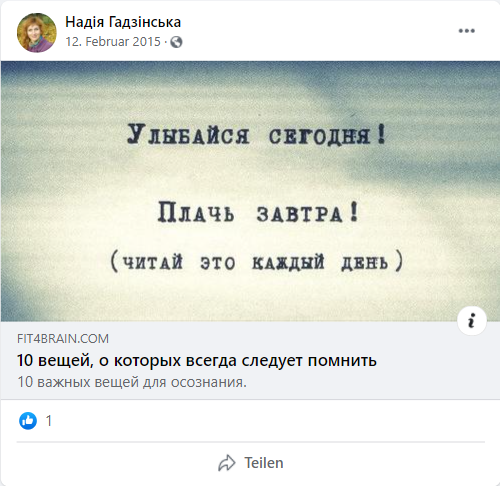 Надія Гадзінська
12. Februar 2015 ·
Улыбайся сегодня!
Плачь завтра!
(читай это каждый день)
FIT4BRAIN.COM
10 вещей, о которых всегда следует помнить
10 важных вещей для осознания.
1
Teilen